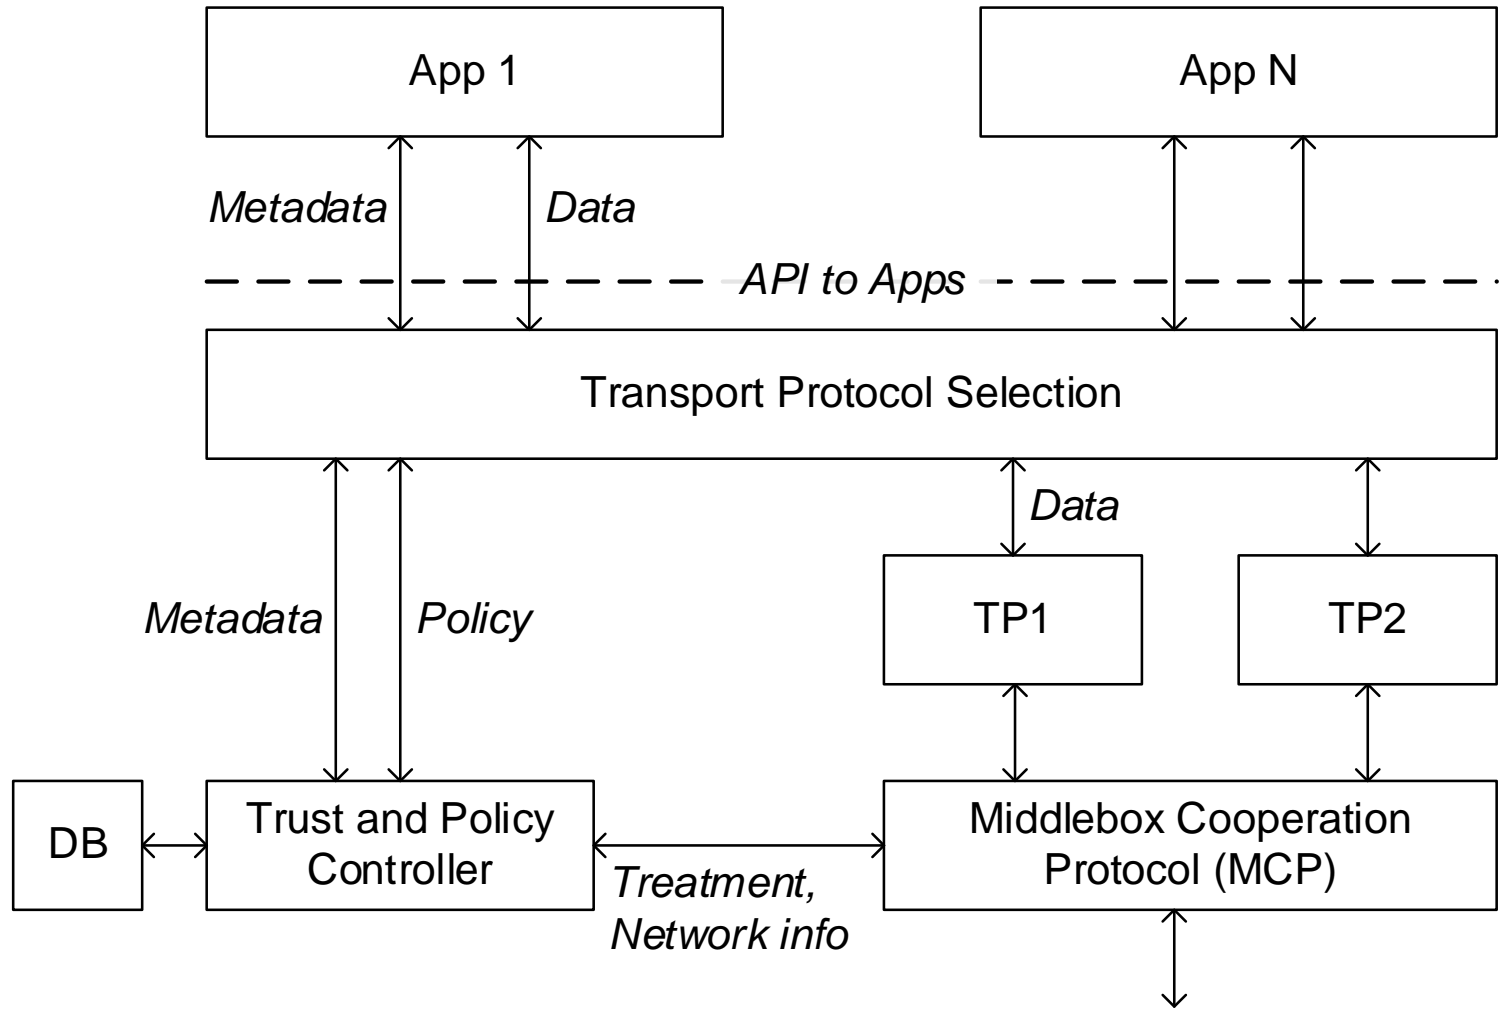 App 1
App N
Metadata
Data
API to Apps
Transport Protocol Selection
Data
Metadata
Policy
TP1
TP2
DB
Trust and Policy
Controller
Treatment,
Network info
Middlebox Cooperation
Protocol (MCP)